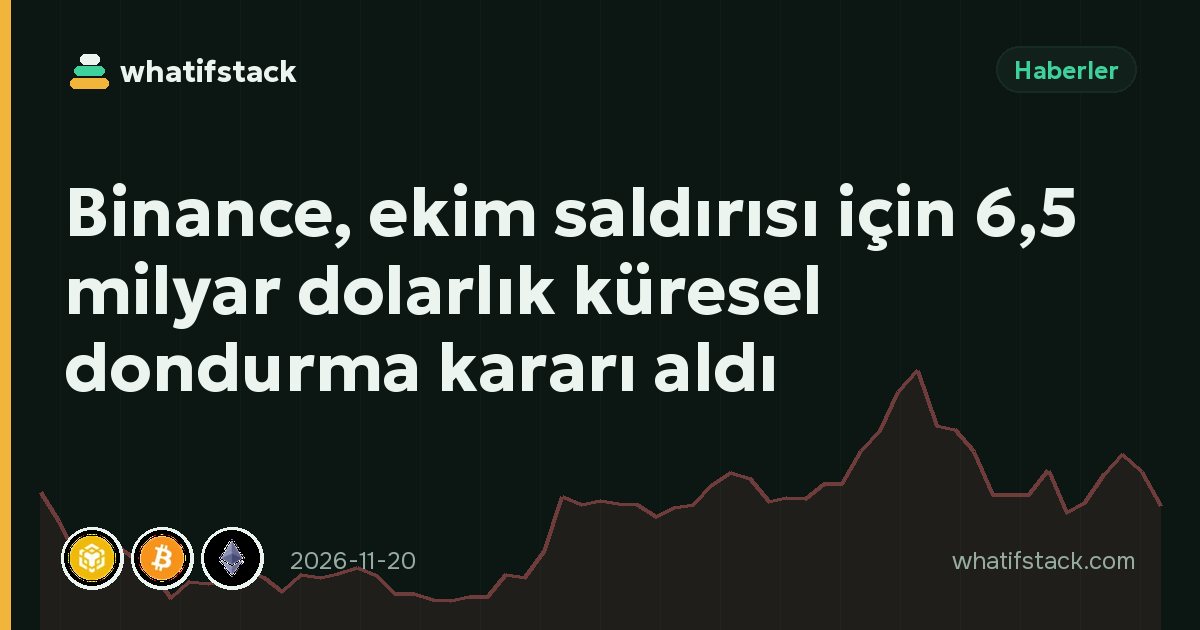 whatifstack
Haberler
Binance, ekim saldırısı için 6,5
milyar dolarlık küresel
dondurma kararı aldı
2026-11-20
whatifstack.com